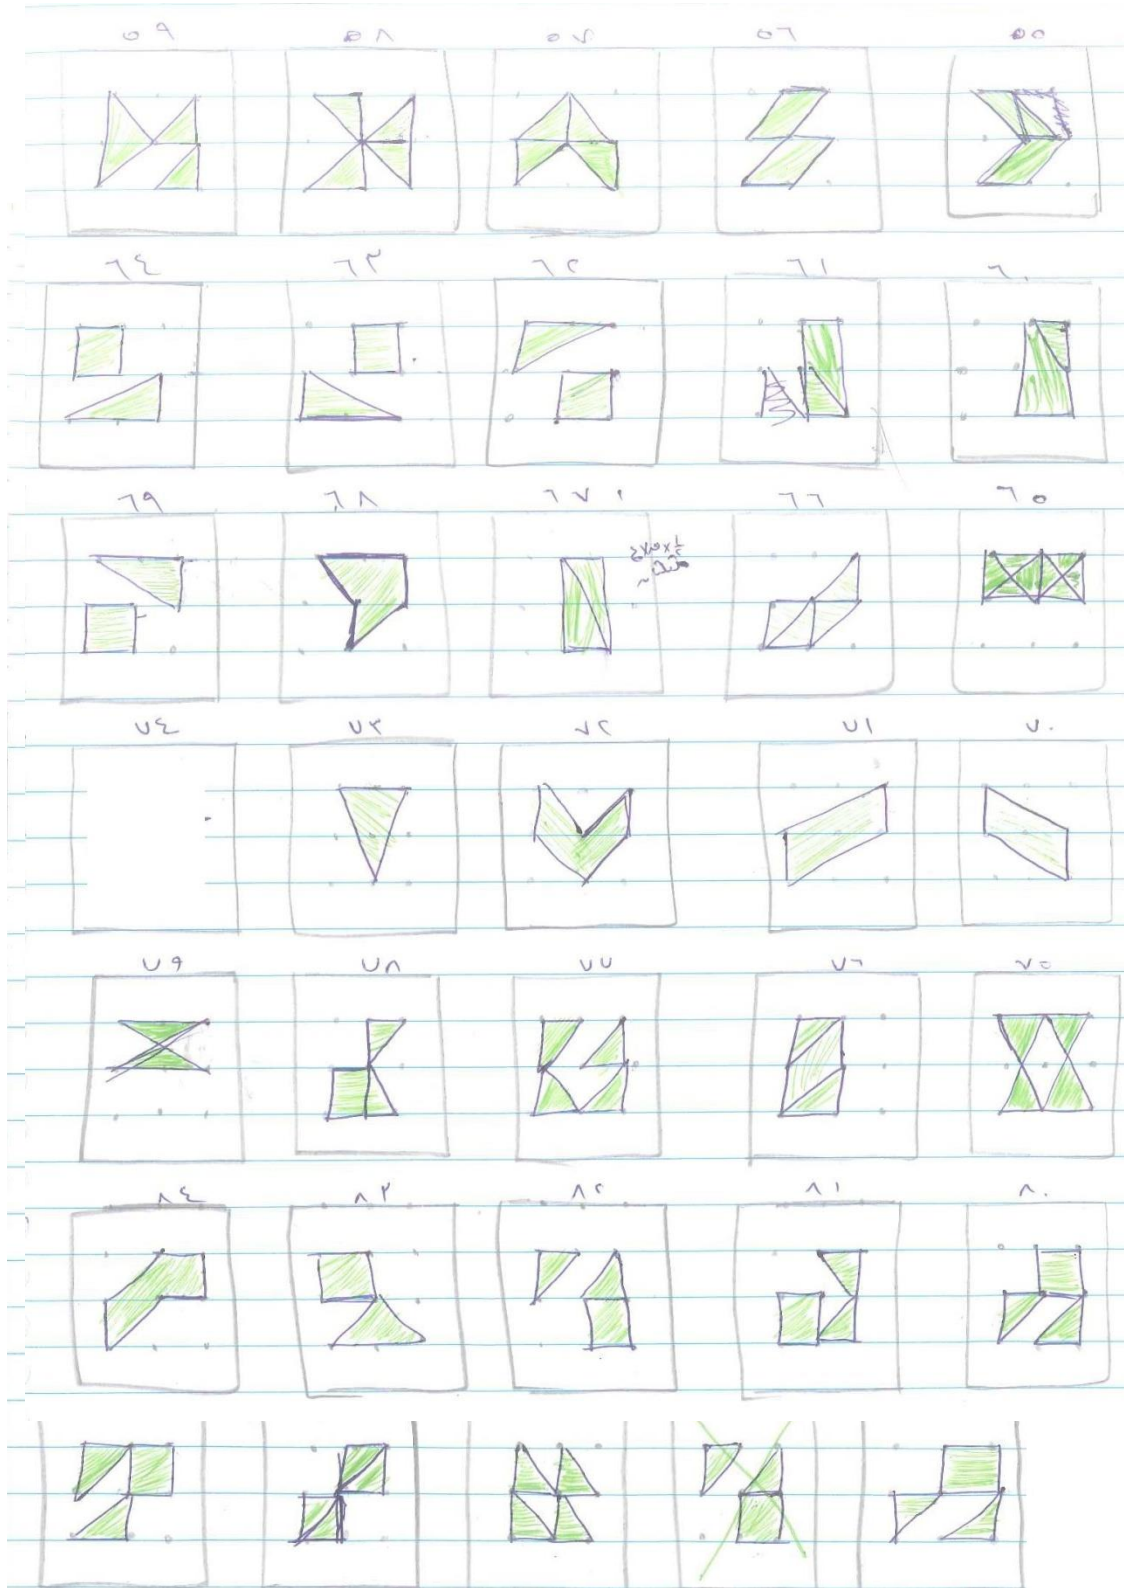 ٥٥ ٥٦ ٥٧ ٥٨ ٥٩
٦٠ ٦١ ٦٢ ٦٣ ٦٤
٦٥ ٦٦ ٦٧ ٦٨ ٦٩
٧٠ ٧١ ٧٢ ٧٣ ٧٤
٧٥ ٧٦ ٧٧ ٧٨ ٧٩
٨٠ ٨١ ٨٢ ٨٣ ٨٤